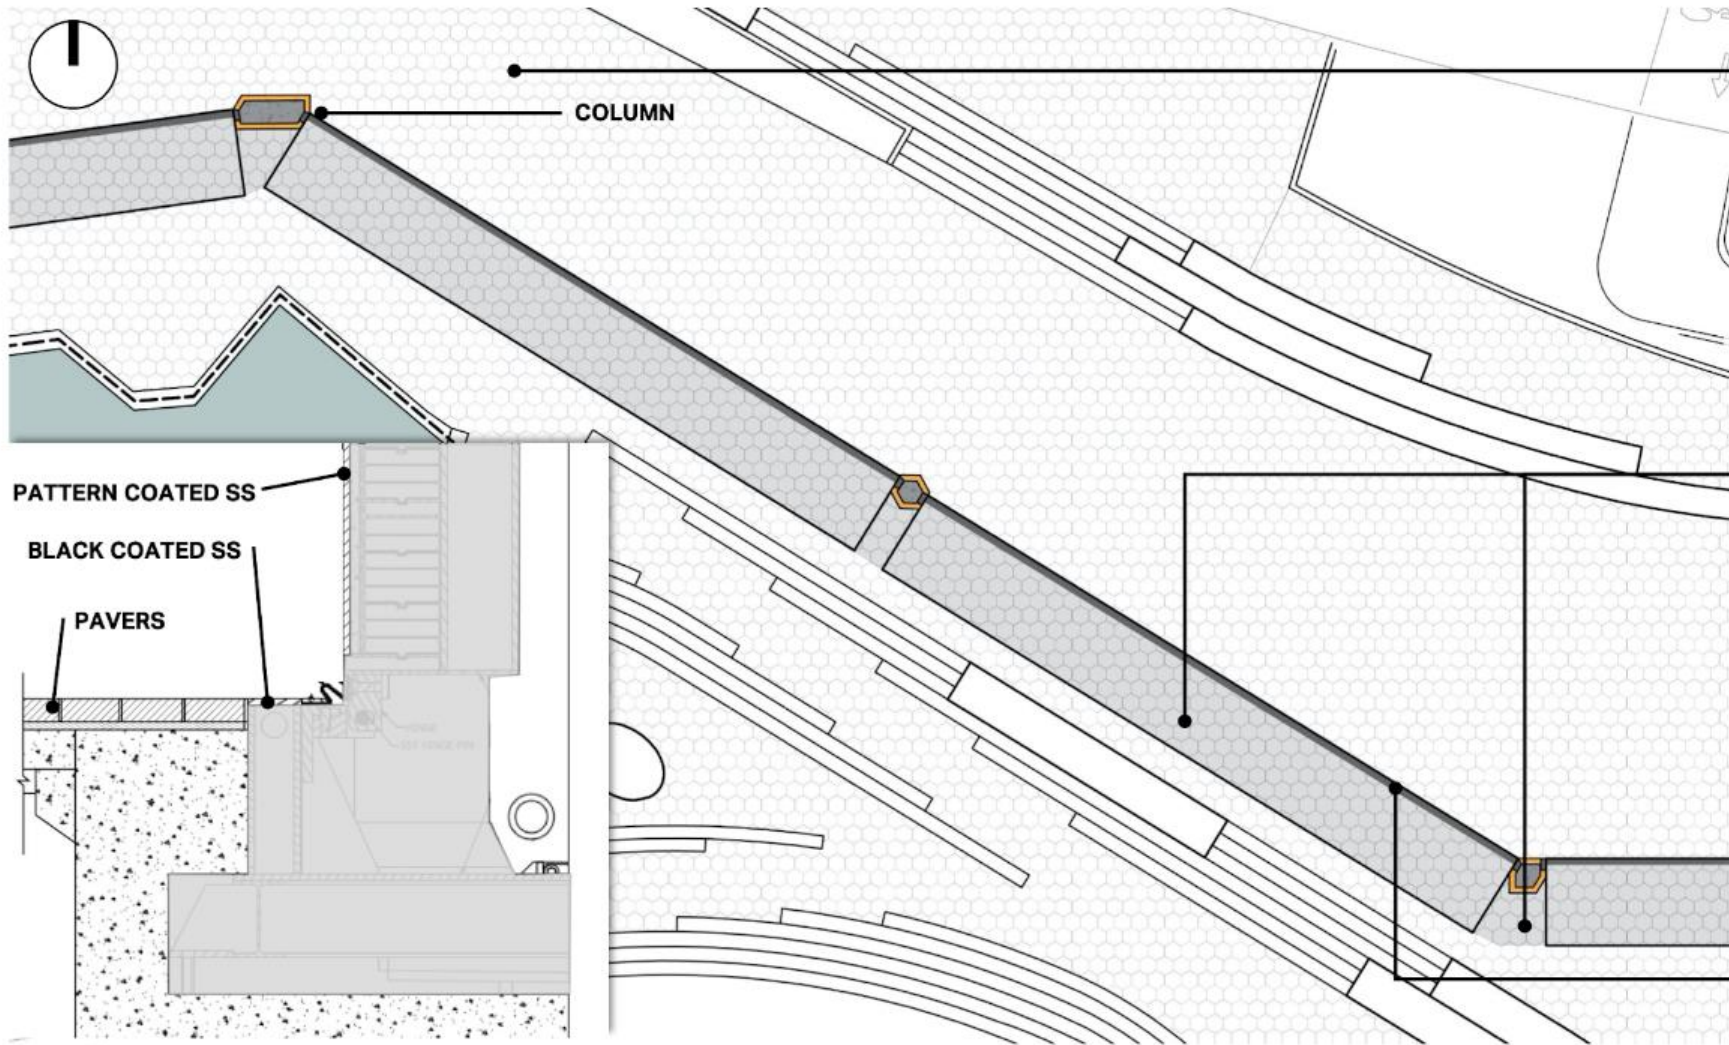 COLUMN
PATTERN COATED SS
BLACK COATED SS
PAVERS